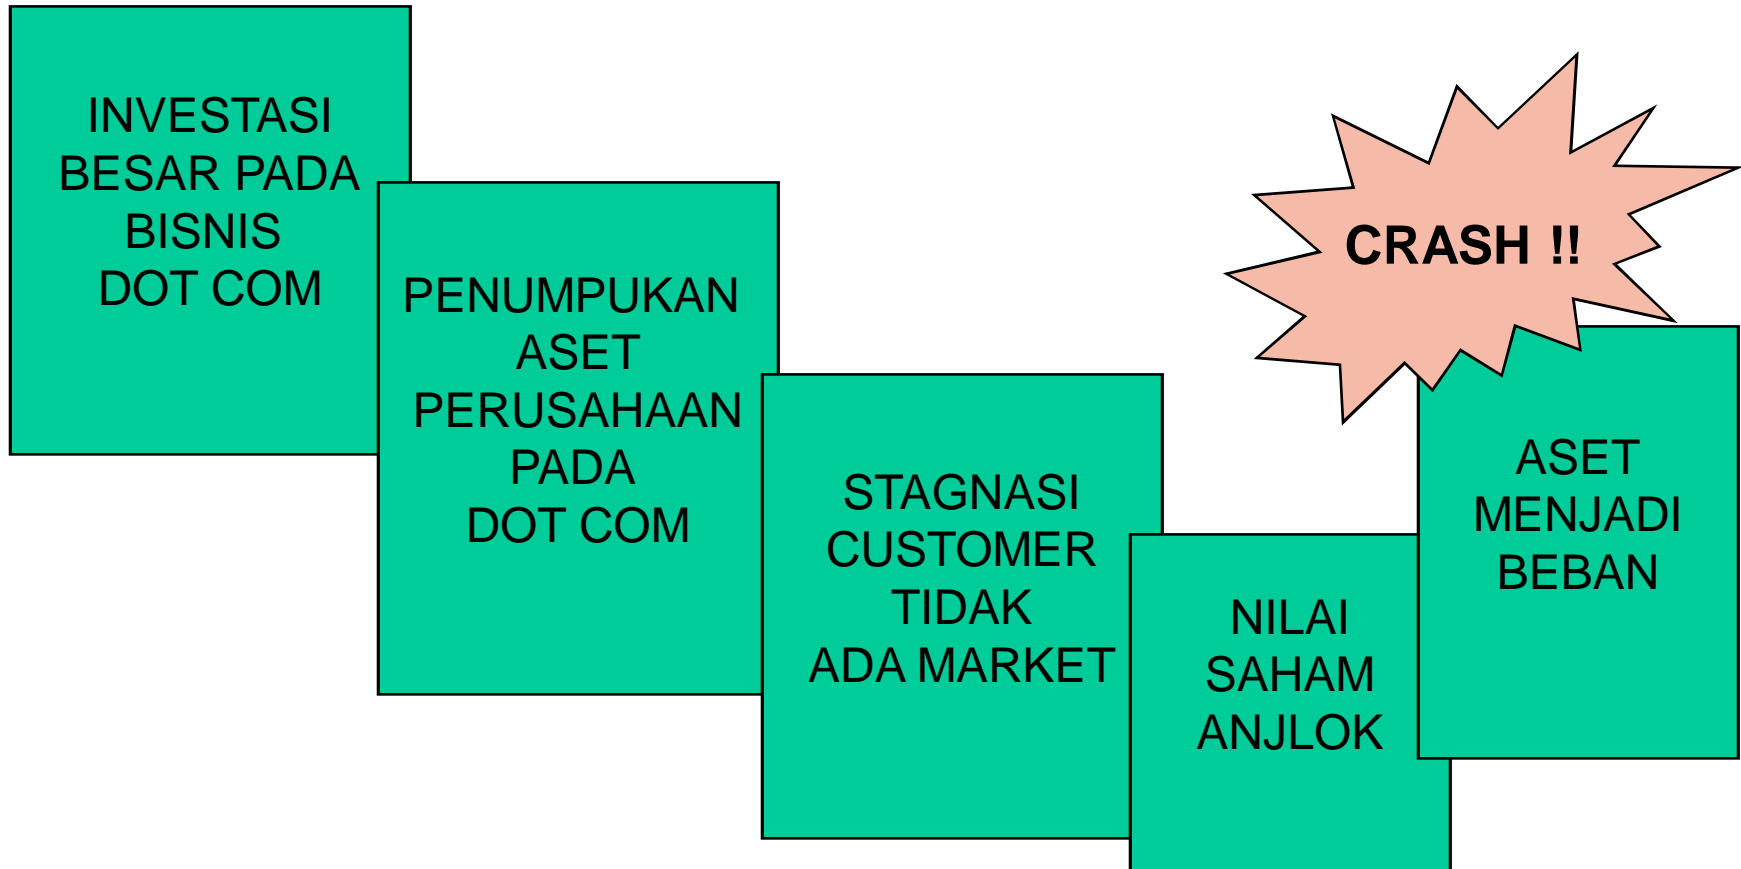 INVESTASI
BESAR PADA
BISNIS
DOT COM
PENUMPUKAN
ASET
PERUSAHAAN
PADA
DOT COM
STAGNASI
CUSTOMER
TIDAK
ADA MARKET
NILAI
SAHAM
ANJLOK
ASET
MENJADI
BEBAN
CRASH !!